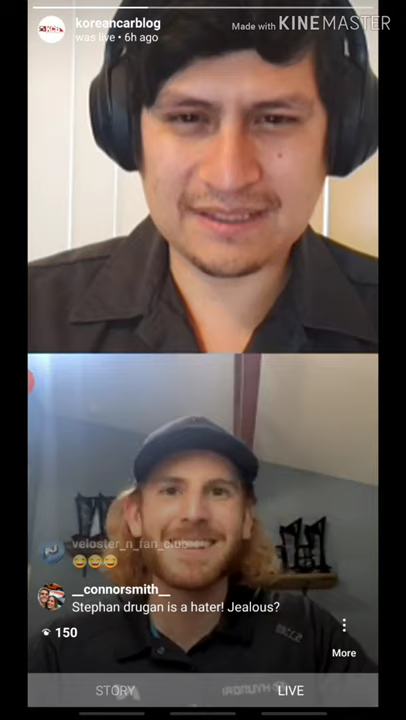 koreancarblog
was live • 6h ago
Made with KINEMASTER
KCB
veloster_n_fan_club
😂😂😂
__connorsmith__
Stephan drugan is a hater! Jealous?
150
More
STORY
LIVE